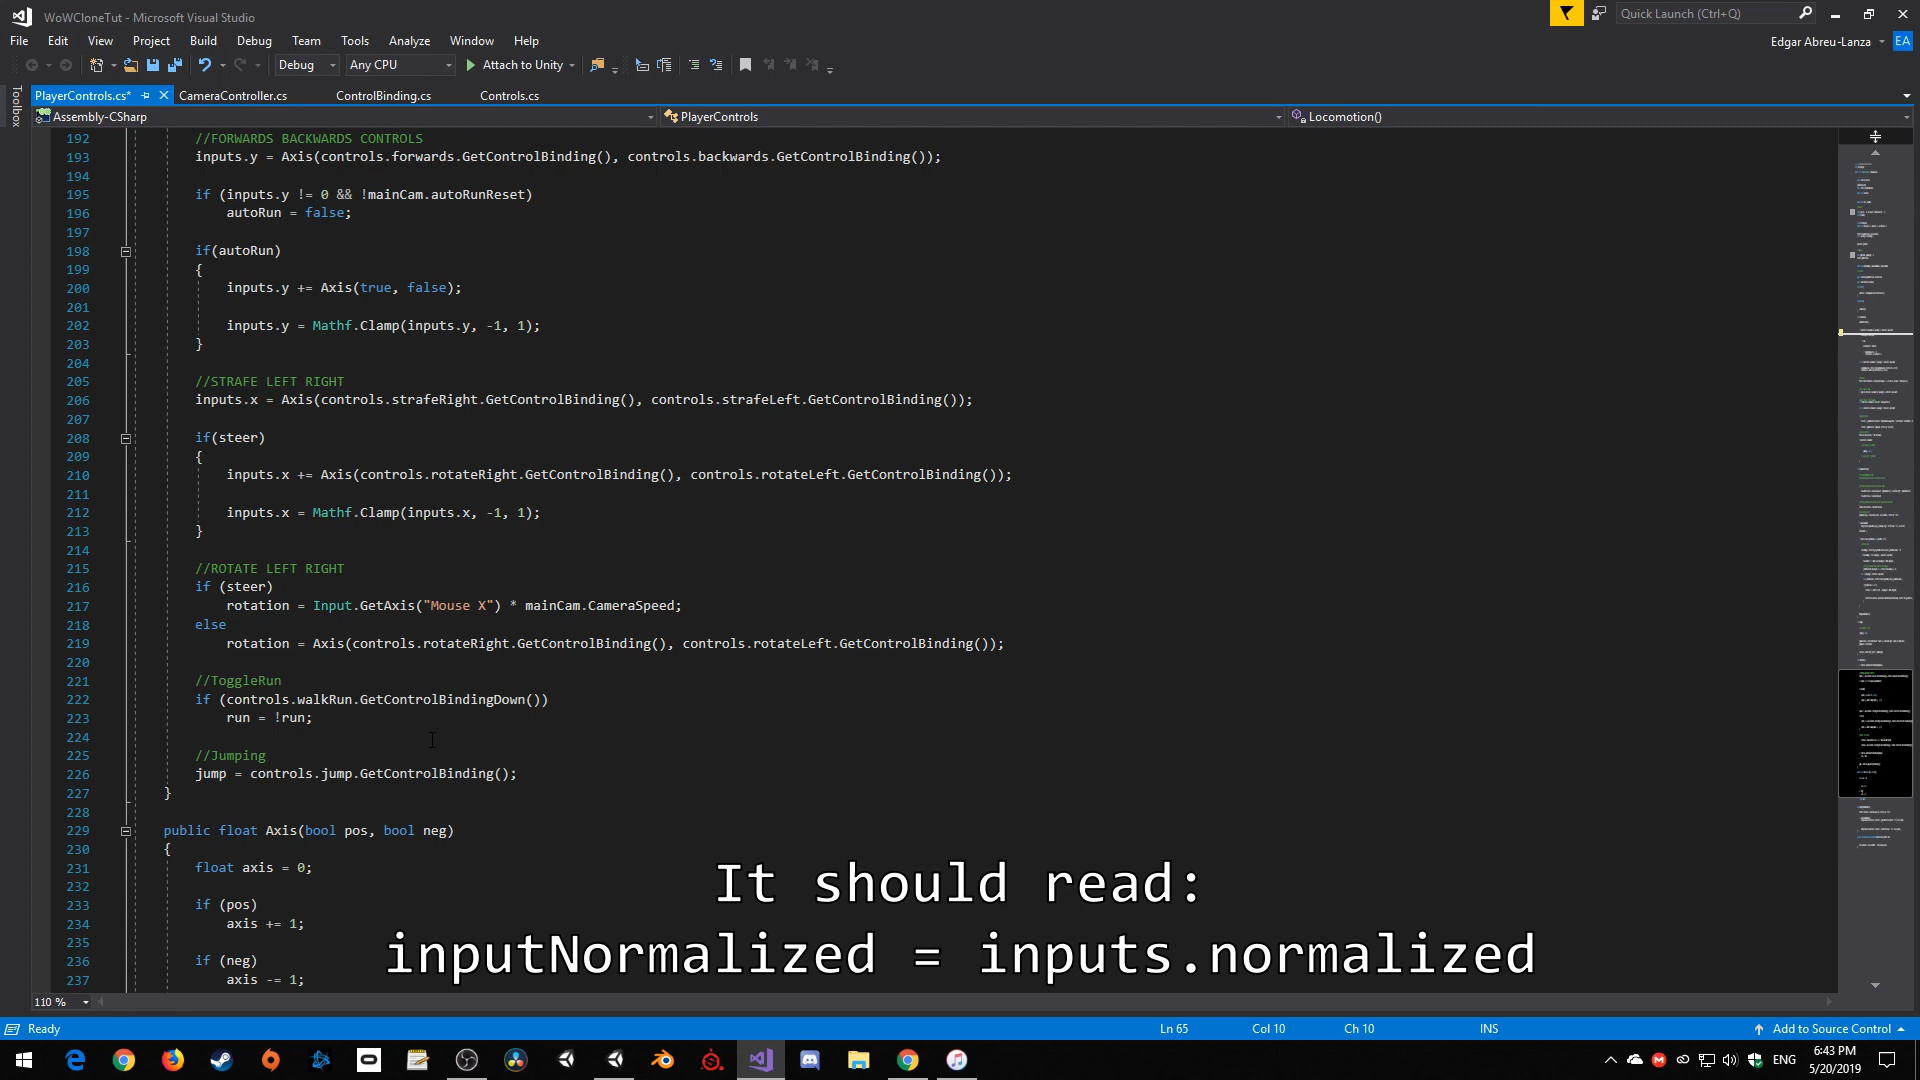 WoWCloneTut - Microsoft Visual Studio
Quick Launch (Ctrl+Q)
File Edit View Project Build Debug Team Tools Analyze Window Help
Edgar Abreu-Lanza EA
Debug Any CPU Attach to Unity
Toolbox
PlayerControls.cs* CameraController.cs ControlBinding.cs Controls.cs
Assembly-CSharp PlayerControls Locomotion()
192 //FORWARDS BACKWARDS CONTROLS
193 inputs.y = Axis(controls.forwards.GetControlBinding(), controls.backwards.GetControlBinding());
194
195 if (inputs.y != 0 && !mainCam.autoRunReset)
196 autoRun = false;
197
198 if(autoRun)
199 {
200 inputs.y += Axis(true, false);
201
202 inputs.y = Mathf.Clamp(inputs.y, -1, 1);
203 }
204
205 //STRAFE LEFT RIGHT
206 inputs.x = Axis(controls.strafeRight.GetControlBinding(), controls.strafeLeft.GetControlBinding());
207
208 if(steer)
209 {
210 inputs.x += Axis(controls.rotateRight.GetControlBinding(), controls.rotateLeft.GetControlBinding());
211
212 inputs.x = Mathf.Clamp(inputs.x, -1, 1);
213 }
214
215 //ROTATE LEFT RIGHT
216 if (steer)
217 rotation = Input.GetAxis("Mouse X") * mainCam.CameraSpeed;
218 else
219 rotation = Axis(controls.rotateRight.GetControlBinding(), controls.rotateLeft.GetControlBinding());
220
221 //ToggleRun
222 if (controls.walkRun.GetControlBindingDown())
223 run = !run;
224
225 //Jumping
226 jump = controls.jump.GetControlBinding();
227 }
228
229 public float Axis(bool pos, bool neg)
230 {
231 float axis = 0;
232
233 if (pos)
234 axis += 1;
235
236 if (neg)
237 axis -= 1;
It should read:
inputNormalized = inputs.normalized
110 %
Ready Ln 65 Col 10 Ch 10 INS Add to Source Control
ENG
6:43 PM
5/20/2019